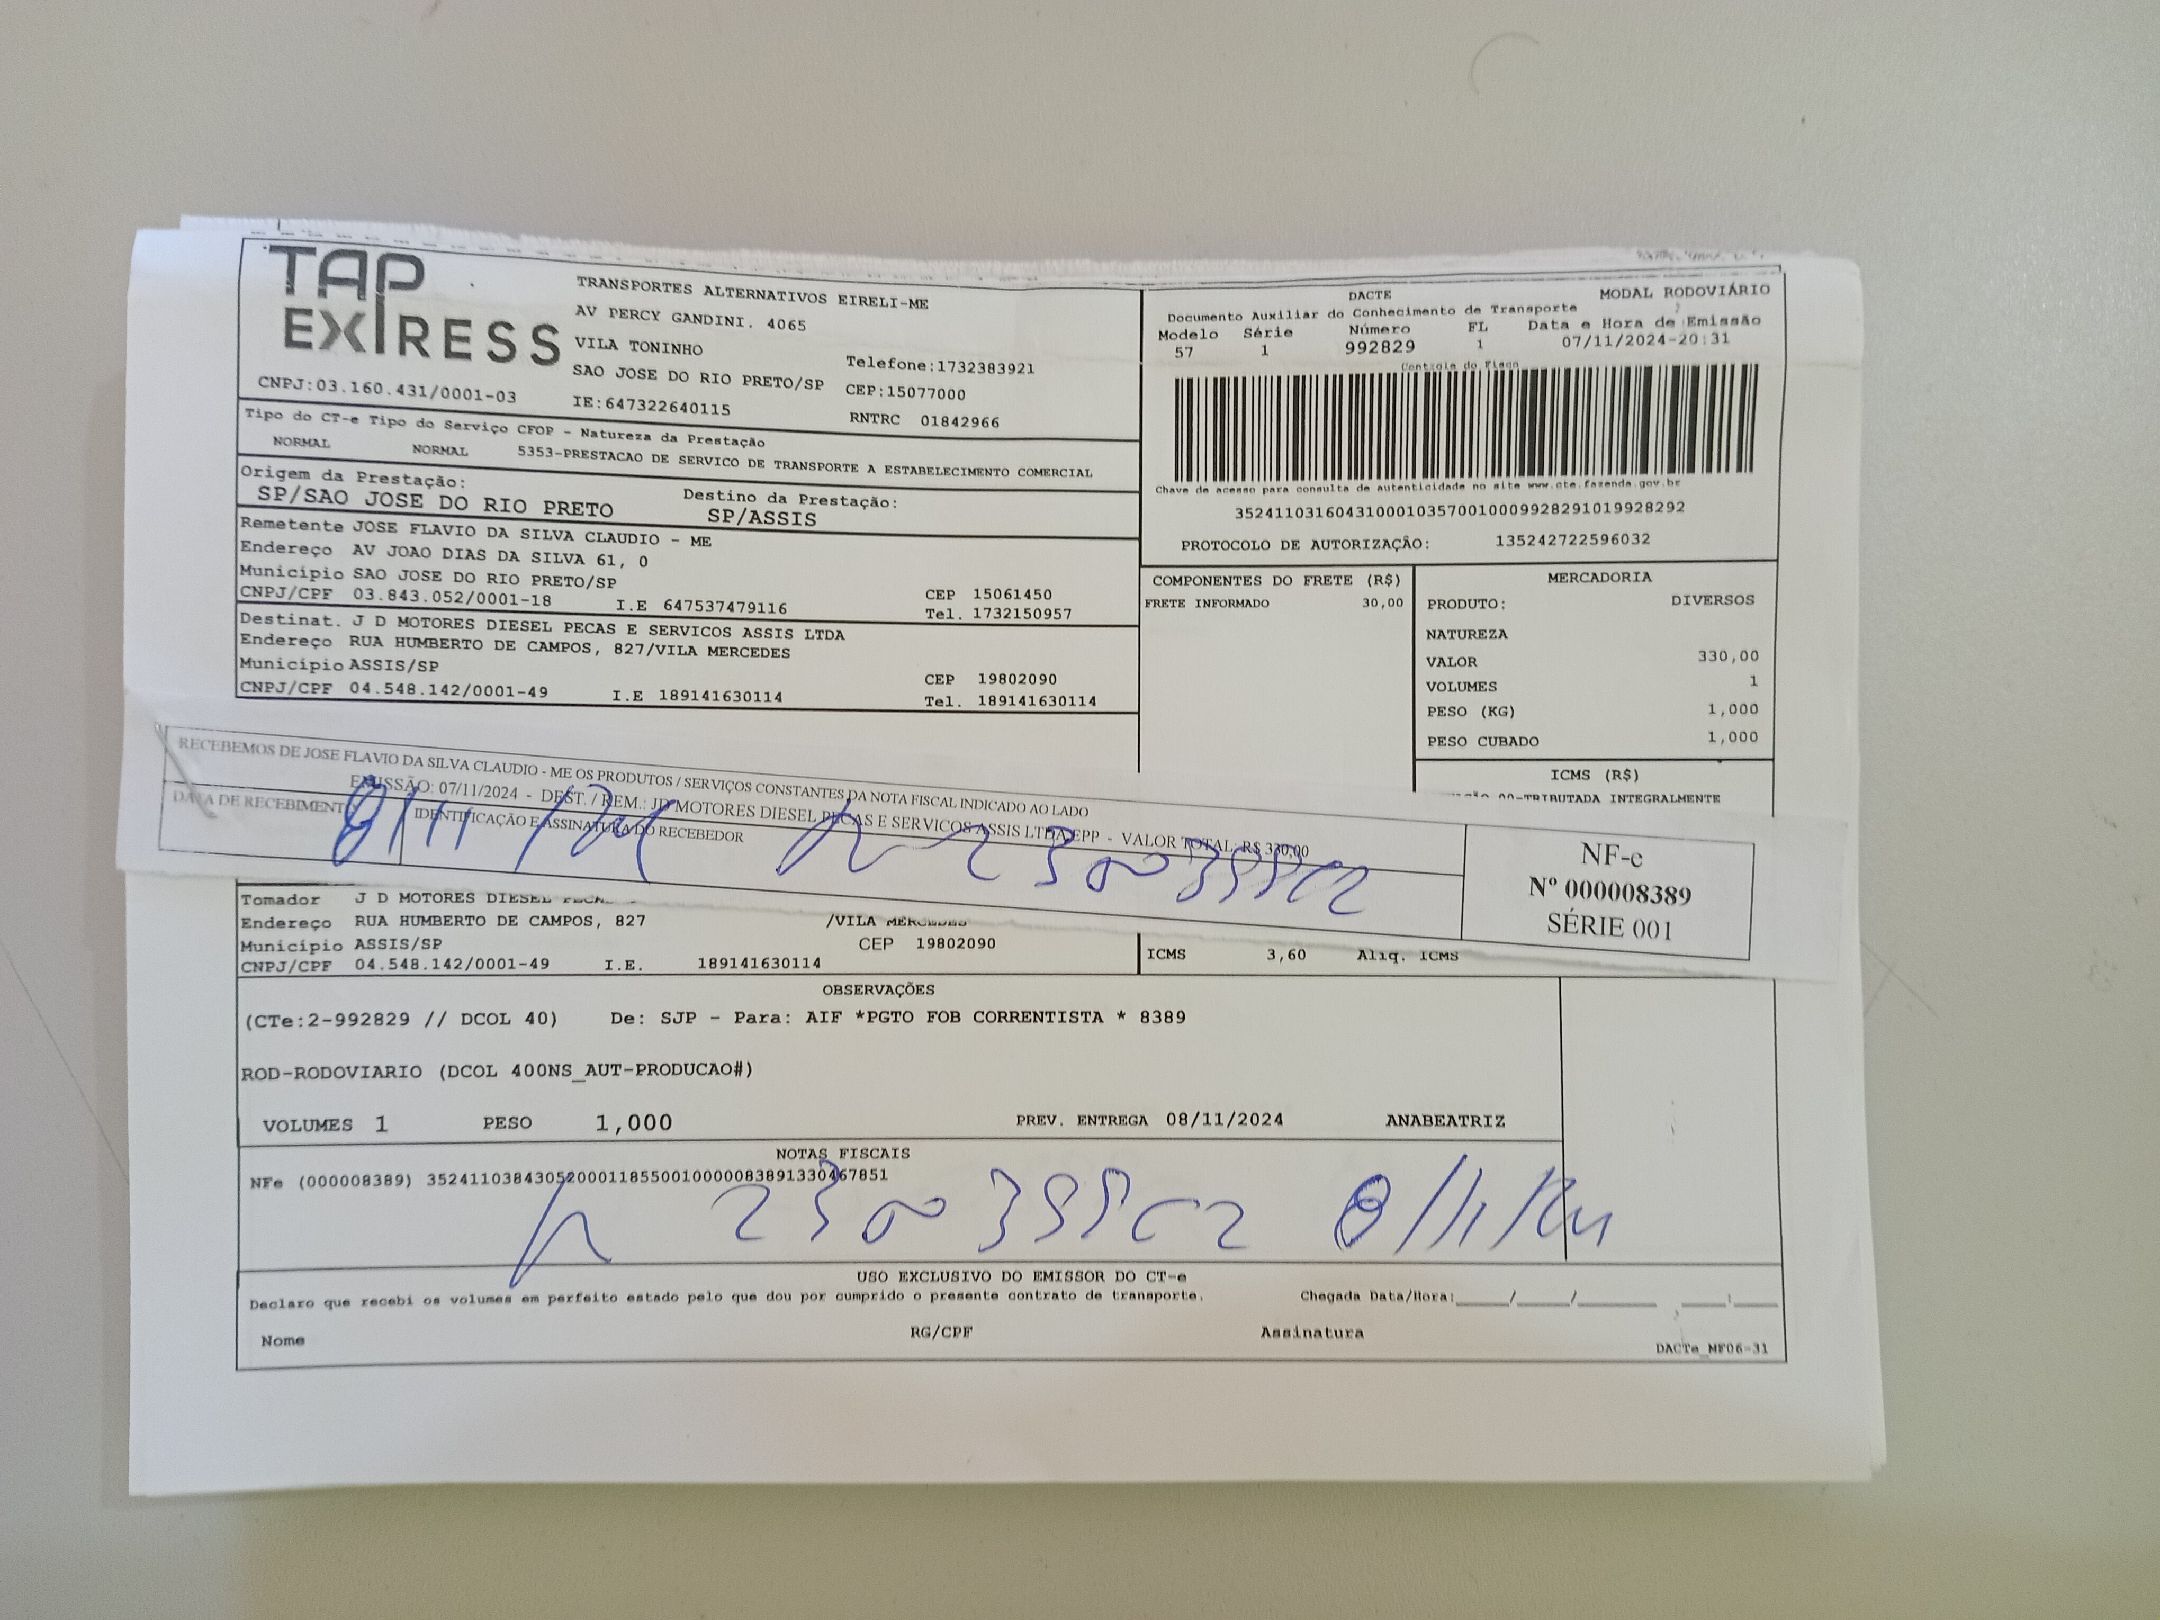 TAP EXPRESS
TRANSPORTES ALTERNATIVOS EIRELI-ME
AV PERCY GANDINI. 4065
VILA TONINHO
SAO JOSE DO RIO PRETO/SP
Telefone:1732383921
CEP:15077000
CNPJ:03.160.431/0001-03
IE:647322640115
RNTRC 01842966
Tipo do CT-e Tipo do Serviço CFOP - Natureza da Prestação
NORMAL NORMAL 5353-PRESTACAO DE SERVICO DE TRANSPORTE A ESTABELECIMENTO COMERCIAL
Origem da Prestação: Destino da Prestação:
SP/SAO JOSE DO RIO PRETO SP/ASSIS
Remetente JOSE FLAVIO DA SILVA CLAUDIO - ME
Endereço AV JOAO DIAS DA SILVA 61, 0
Município SAO JOSE DO RIO PRETO/SP CEP 15061450
CNPJ/CPF 03.843.052/0001-18 I.E 647537479116 Tel. 1732150957
Destinat. J D MOTORES DIESEL PECAS E SERVICOS ASSIS LTDA
Endereço RUA HUMBERTO DE CAMPOS, 827/VILA MERCEDES
Município ASSIS/SP CEP 19802090
CNPJ/CPF 04.548.142/0001-49 I.E 189141630114 Tel. 189141630114
DACTE MODAL RODOVIÁRIO
Documento Auxiliar do Conhecimento de Transporte
Modelo Série Número FL Data e Hora de Emissão
57 1 992829 1 07/11/2024-20:31
Controle do Fisco
Chave de acesso para consulta de autenticidade no site www.cte.fazenda.gov.br
35241103160431000103570010009928291019928292
PROTOCOLO DE AUTORIZAÇÃO: 135242722596032
COMPONENTES DO FRETE (R$)
FRETE INFORMADO 30,00
MERCADORIA
PRODUTO: DIVERSOS
NATUREZA
VALOR 330,00
VOLUMES 1
PESO (KG) 1,000
PESO CUBADO 1,000
ICMS (R$)
00-TRIBUTADA INTEGRALMENTE
RECEBEMOS DE JOSE FLAVIO DA SILVA CLAUDIO - ME OS PRODUTOS / SERVIÇOS CONSTANTES DA NOTA FISCAL INDICADO AO LADO
EMISSÃO: 07/11/2024 - DEST. / REM.: JD MOTORES DIESEL PECAS E SERVICOS ASSIS LTDA EPP - VALOR TOTAL: R$ 330,00
DATA DE RECEBIMENTO IDENTIFICAÇÃO E ASSINATURA DO RECEBEDOR
NF-e
Nº 000008389
SÉRIE 001
Tomador J D MOTORES DIESEL
Endereço RUA HUMBERTO DE CAMPOS, 827 /VILA MERCEDES
Município ASSIS/SP CEP 19802090
CNPJ/CPF 04.548.142/0001-49 I.E. 189141630114
ICMS 3,60 Aliq. ICMS
OBSERVAÇÕES
(CTe:2-992829 // DCOL 40) De: SJP - Para: AIF *PGTO FOB CORRENTISTA * 8389
ROD-RODOVIARIO (DCOL 400NS_AUT-PRODUCAO#)
VOLUMES 1 PESO 1,000 PREV. ENTREGA 08/11/2024 ANABEATRIZ
NOTAS FISCAIS
NFe (000008389) 35241103843052000118550010000083891330467851
USO EXCLUSIVO DO EMISSOR DO CT-e
Declaro que recebi os volumes em perfeito estado pelo que dou por cumprido o presente contrato de transporte. Chegada Data/Hora:____/____/______ ____:____
Nome RG/CPF Assinatura
DACTe_MF06-31